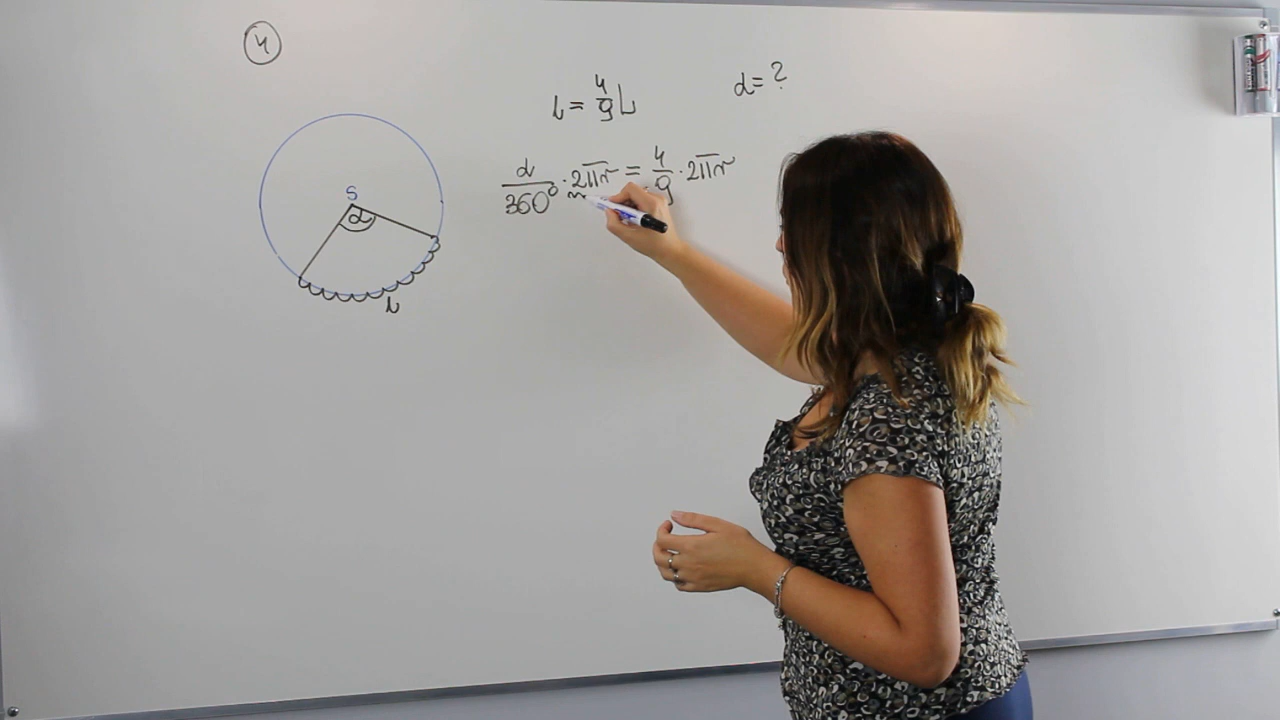 4
l = 4/9 L
α = ?
α/360° · 2πr = 4/9 · 2πr
S
α
l